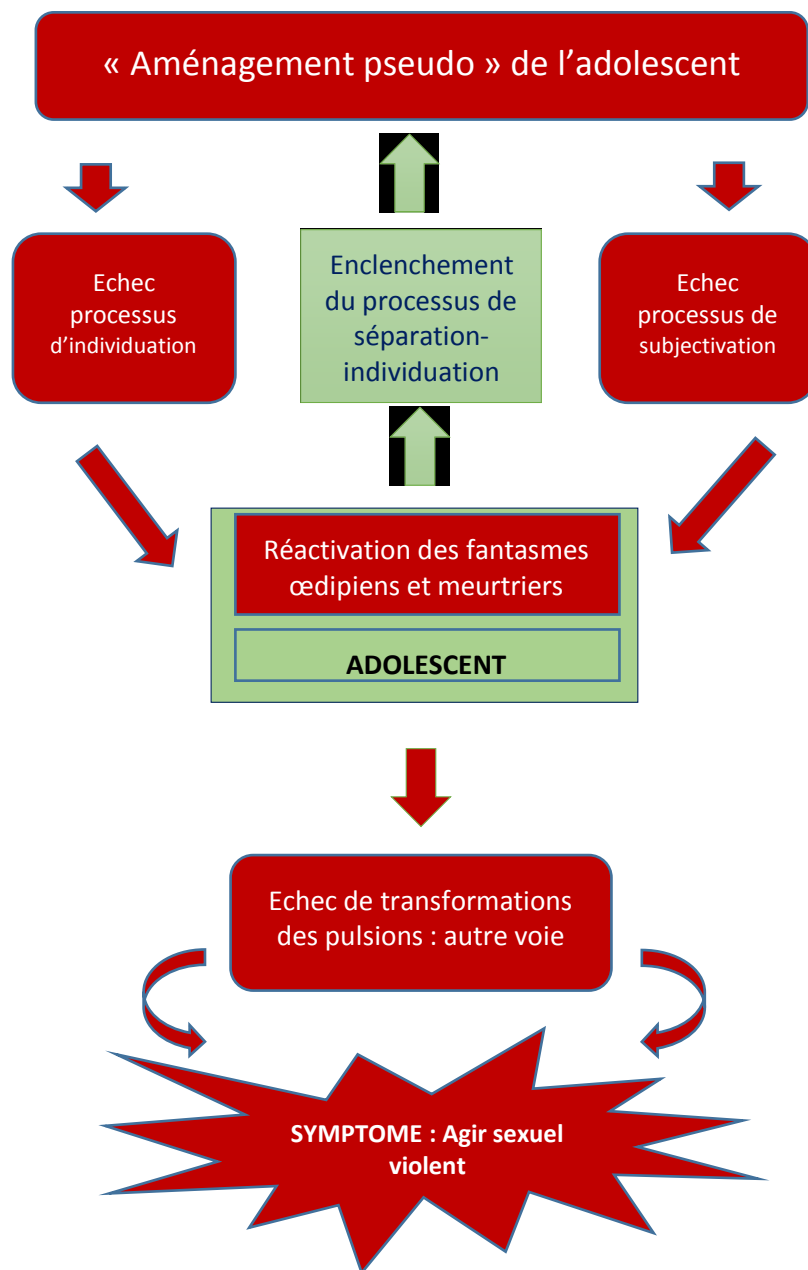 « Aménagement pseudo » de l’adolescent
Echec
processus
d’individuation
Enclenchement
du processus de
séparation-
individuation
Echec
processus de
subjectivation
Réactivation des fantasmes
œdipiens et meurtriers
ADOLESCENT
Echec de transformations
des pulsions : autre voie
SYMPTOME : Agir sexuel
violent